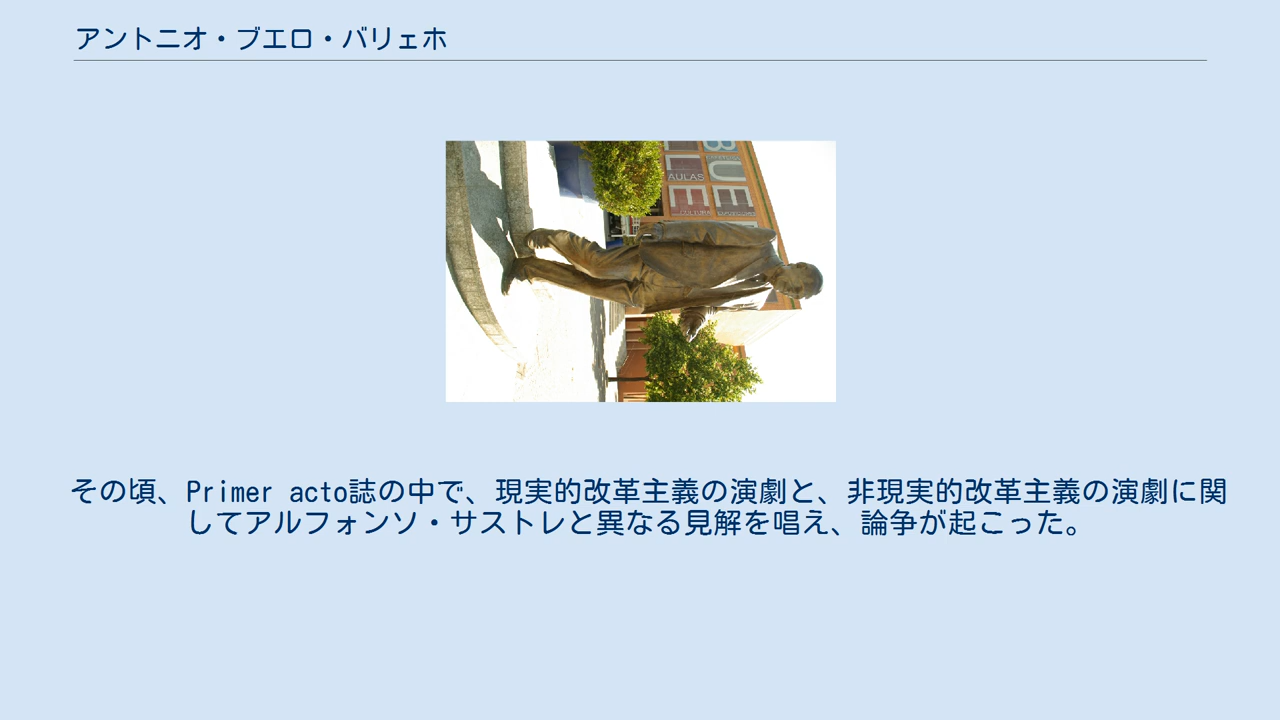 アントニオ・ブエロ・バリェホ
BUE
AULAS
LE
CULTURA
その頃、Primer acto誌の中で、現実的改革主義の演劇と、非現実的改革主義の演劇に関
してアルフォンソ・サストレと異なる見解を唱え、論争が起こった。